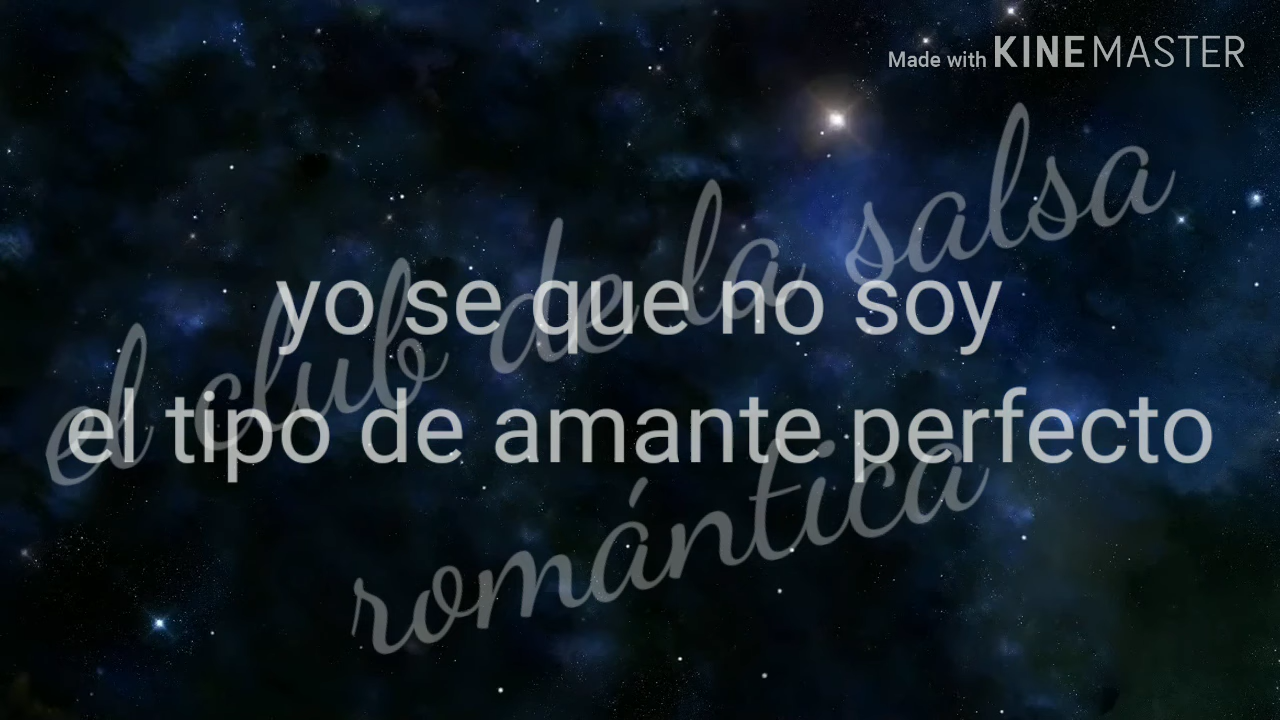 Made with KINEMASTER
el club de la salsa
romántica
yo se que no soy
el tipo de amante perfecto